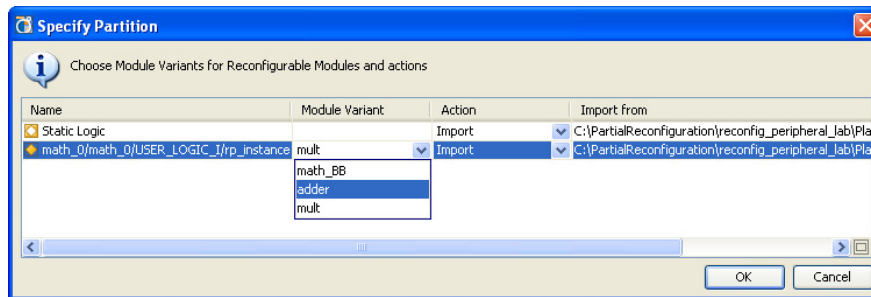 Specify Partition
Choose Module Variants for Reconfigurable Modules and actions
Name Module Variant Action Import from
Static Logic Import C:\PartialReconfiguration\reconfig_peripheral_lab\Pla
math_0/math_0/USER_LOGIC_I/rp_instance mult Import C:\PartialReconfiguration\reconfig_peripheral_lab\Pla
math_BB
adder
mult
OK Cancel